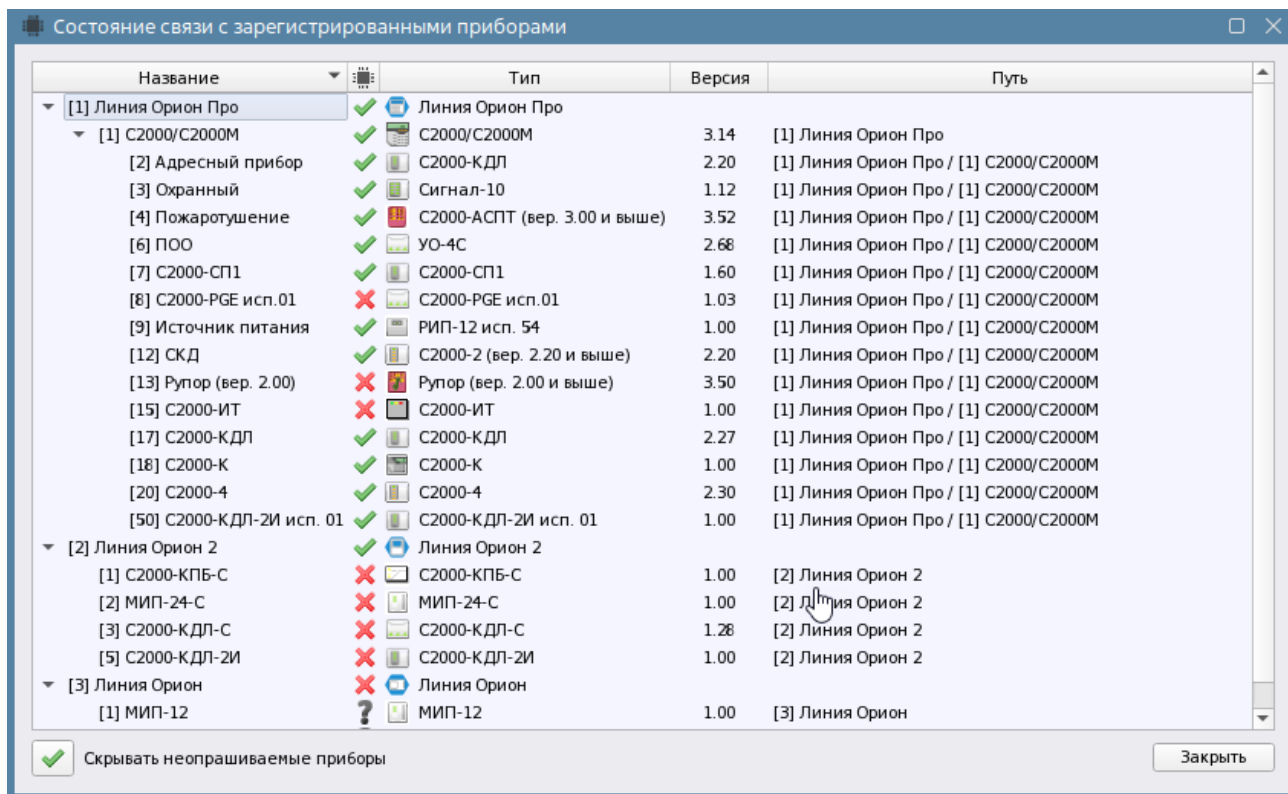 Состояние связи с зарегистрированными приборами
Название Тип Версия Путь
[1] Линия Орион Про Линия Орион Про
[1] С2000/С2000М С2000/С2000М 3.14 [1] Линия Орион Про
[2] Адресный прибор С2000-КДЛ 2.20 [1] Линия Орион Про / [1] С2000/С2000М
[3] Охранный Сигнал-10 1.12 [1] Линия Орион Про / [1] С2000/С2000М
[4] Пожаротушение С2000-АСПТ (вер. 3.00 и выше) 3.52 [1] Линия Орион Про / [1] С2000/С2000М
[6] ПОО УО-4С 2.68 [1] Линия Орион Про / [1] С2000/С2000М
[7] С2000-СП1 С2000-СП1 1.60 [1] Линия Орион Про / [1] С2000/С2000М
[8] С2000-PGE исп.01 С2000-PGE исп.01 1.03 [1] Линия Орион Про / [1] С2000/С2000М
[9] Источник питания РИП-12 исп. 54 1.00 [1] Линия Орион Про / [1] С2000/С2000М
[12] СКД С2000-2 (вер. 2.20 и выше) 2.20 [1] Линия Орион Про / [1] С2000/С2000М
[13] Рупор (вер. 2.00) Рупор (вер. 2.00 и выше) 3.50 [1] Линия Орион Про / [1] С2000/С2000М
[15] С2000-ИТ С2000-ИТ 1.00 [1] Линия Орион Про / [1] С2000/С2000М
[17] С2000-КДЛ С2000-КДЛ 2.27 [1] Линия Орион Про / [1] С2000/С2000М
[18] С2000-К С2000-К 1.00 [1] Линия Орион Про / [1] С2000/С2000М
[20] С2000-4 С2000-4 2.30 [1] Линия Орион Про / [1] С2000/С2000М
[50] С2000-КДЛ-2И исп. 01 С2000-КДЛ-2И исп. 01 1.00 [1] Линия Орион Про / [1] С2000/С2000М
[2] Линия Орион 2 Линия Орион 2
[1] С2000-КПБ-С С2000-КПБ-С 1.00 [2] Линия Орион 2
[2] МИП-24-С МИП-24-С 1.00 [2] Линия Орион 2
[3] С2000-КДЛ-С С2000-КДЛ-С 1.28 [2] Линия Орион 2
[5] С2000-КДЛ-2И С2000-КДЛ-2И 1.00 [2] Линия Орион 2
[3] Линия Орион Линия Орион
[1] МИП-12 МИП-12 1.00 [3] Линия Орион
Скрывать неопрашиваемые приборы Закрыть